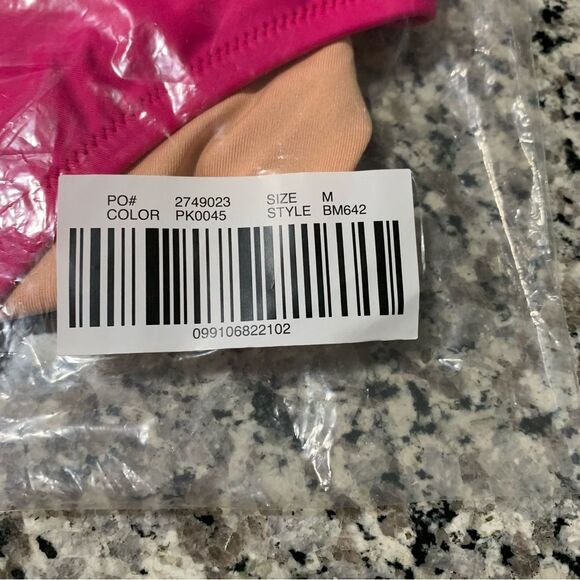 PO# 2749023 SIZE M
COLOR PK0045 STYLE BM642
099106822102